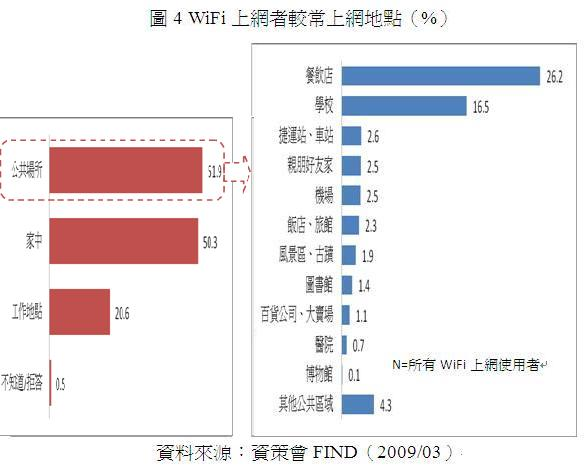 圖 4 WiFi 上網者較常上網地點（%）
公共場所 51.9
家中 50.3
工作地點 20.6
不知道/拒答 0.5
餐飲店 26.2
學校 16.5
捷運站、車站 2.6
親朋好友家 2.5
機場 2.5
飯店、旅館 2.3
風景區、古蹟 1.9
圖書館 1.4
百貨公司、大賣場 1.1
醫院 0.7
博物館 0.1
其他公共區域 4.3
N=所有 WiFi 上網使用者↵
資料來源：資策會 FIND（2009/03）